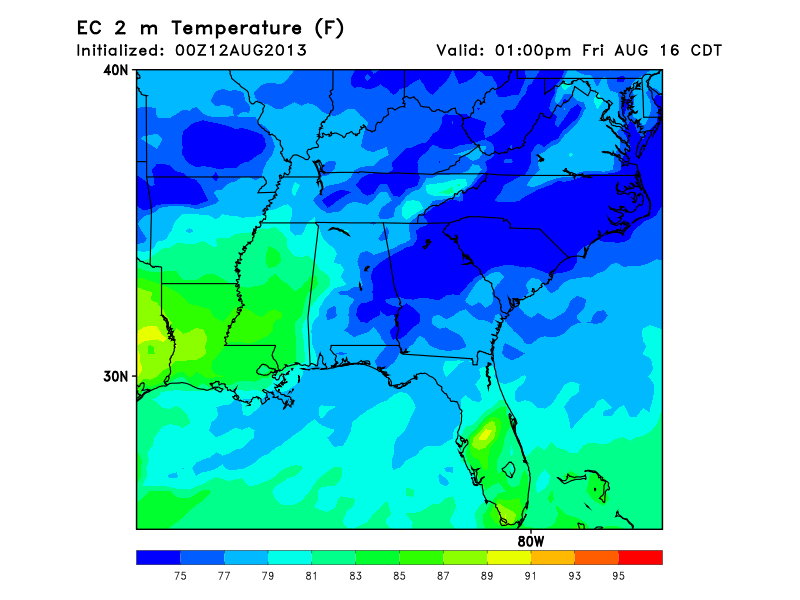 EC 2 m Temperature (F)
Initialized: 00Z12AUG2013 Valid: 01:00pm Fri AUG 16 CDT
40N
30N
80W
75 77 79 81 83 85 87 89 91 93 95